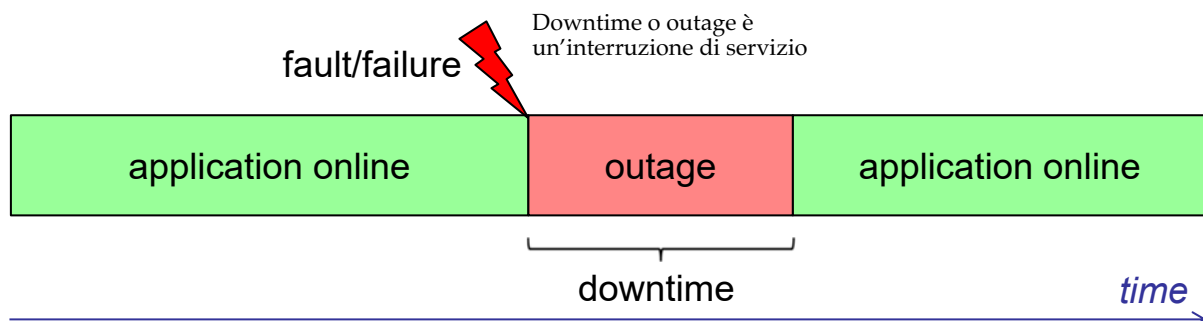 Downtime o outage è
un’interruzione di servizio
fault/failure
application online
outage
application online
downtime
time